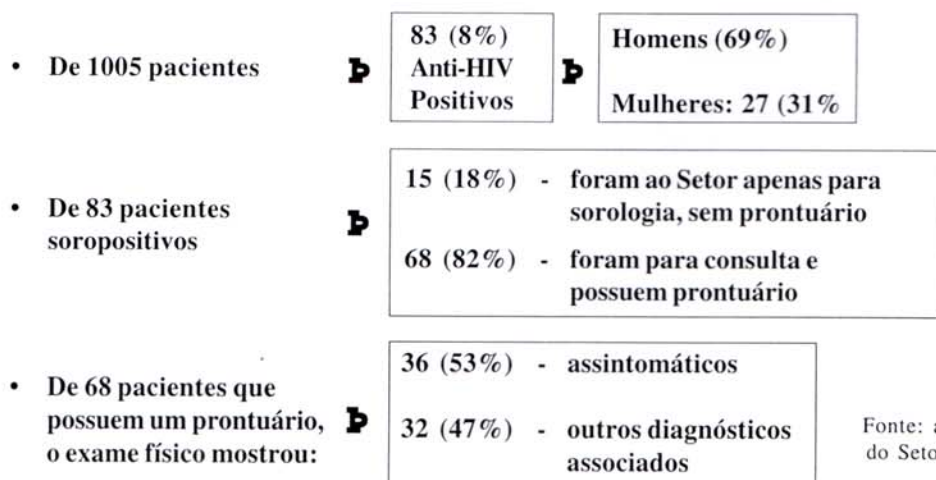 • De 1005 pacientes
Þ
83 (8%)
Anti-HIV
Positivos
Þ
Homens (69%)
Mulheres: 27 (31%
• De 83 pacientes
soropositivos
Þ
15 (18%) - foram ao Setor apenas para
sorologia, sem prontuário
68 (82%) - foram para consulta e
possuem prontuário
• De 68 pacientes que
possuem um prontuário,
o exame físico mostrou:
Þ
36 (53%) - assintomáticos
32 (47%) - outros diagnósticos
associados
Fonte:
do